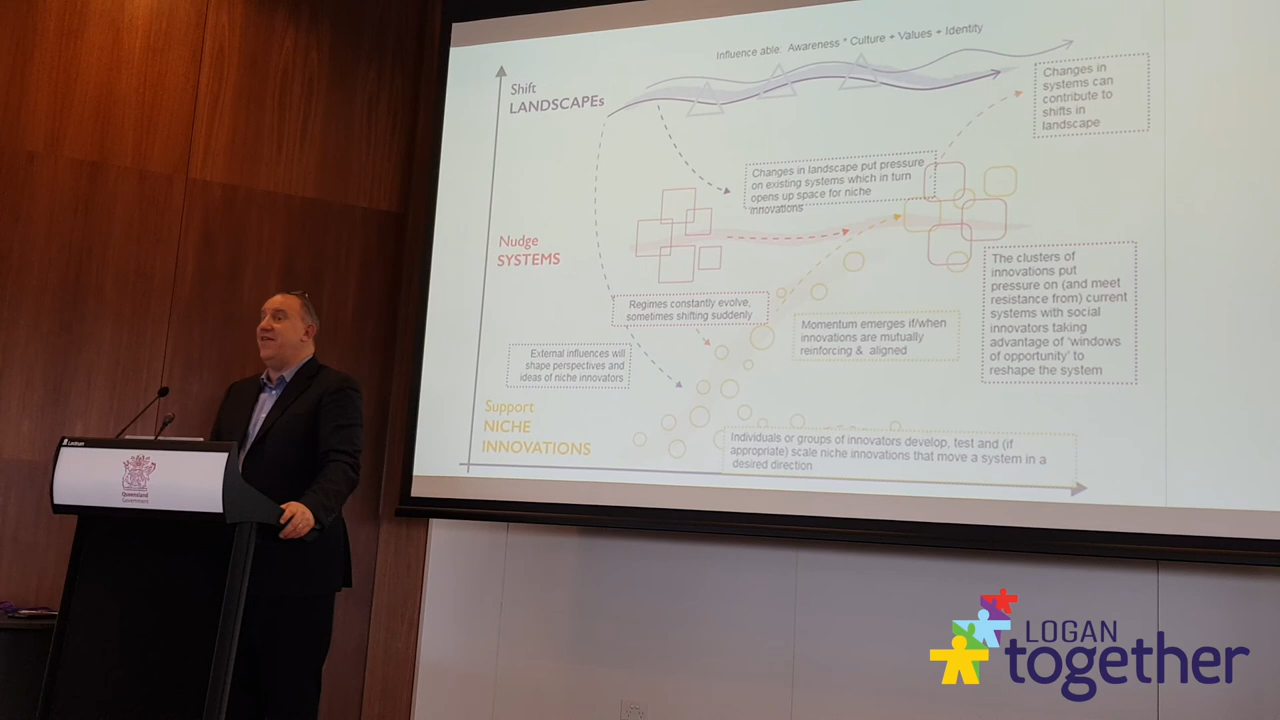 Influence able: Awareness * Culture + Values + Identity
Shift
LANDSCAPEs
Changes in
systems can
contribute to
shifts in
landscape
Changes in landscape put pressure
on existing systems which in turn
opens up space for niche
innovations
Nudge
SYSTEMS
The clusters of
innovations put
pressure on (and meet
resistance from) current
systems with social
innovators taking
advantage of 'windows
of opportunity' to
reshape the system
Regimes constantly evolve,
sometimes shifting suddenly
Momentum emerges if/when
innovations are mutually
reinforcing & aligned
External influences will
shape perspectives and
ideas of niche innovators
Support
NICHE
INNOVATIONS
Individuals or groups of innovators develop, test and (if
appropriate) scale niche innovations that move a system in a
desired direction
Lectrum
Queensland
Government
LOGAN
together